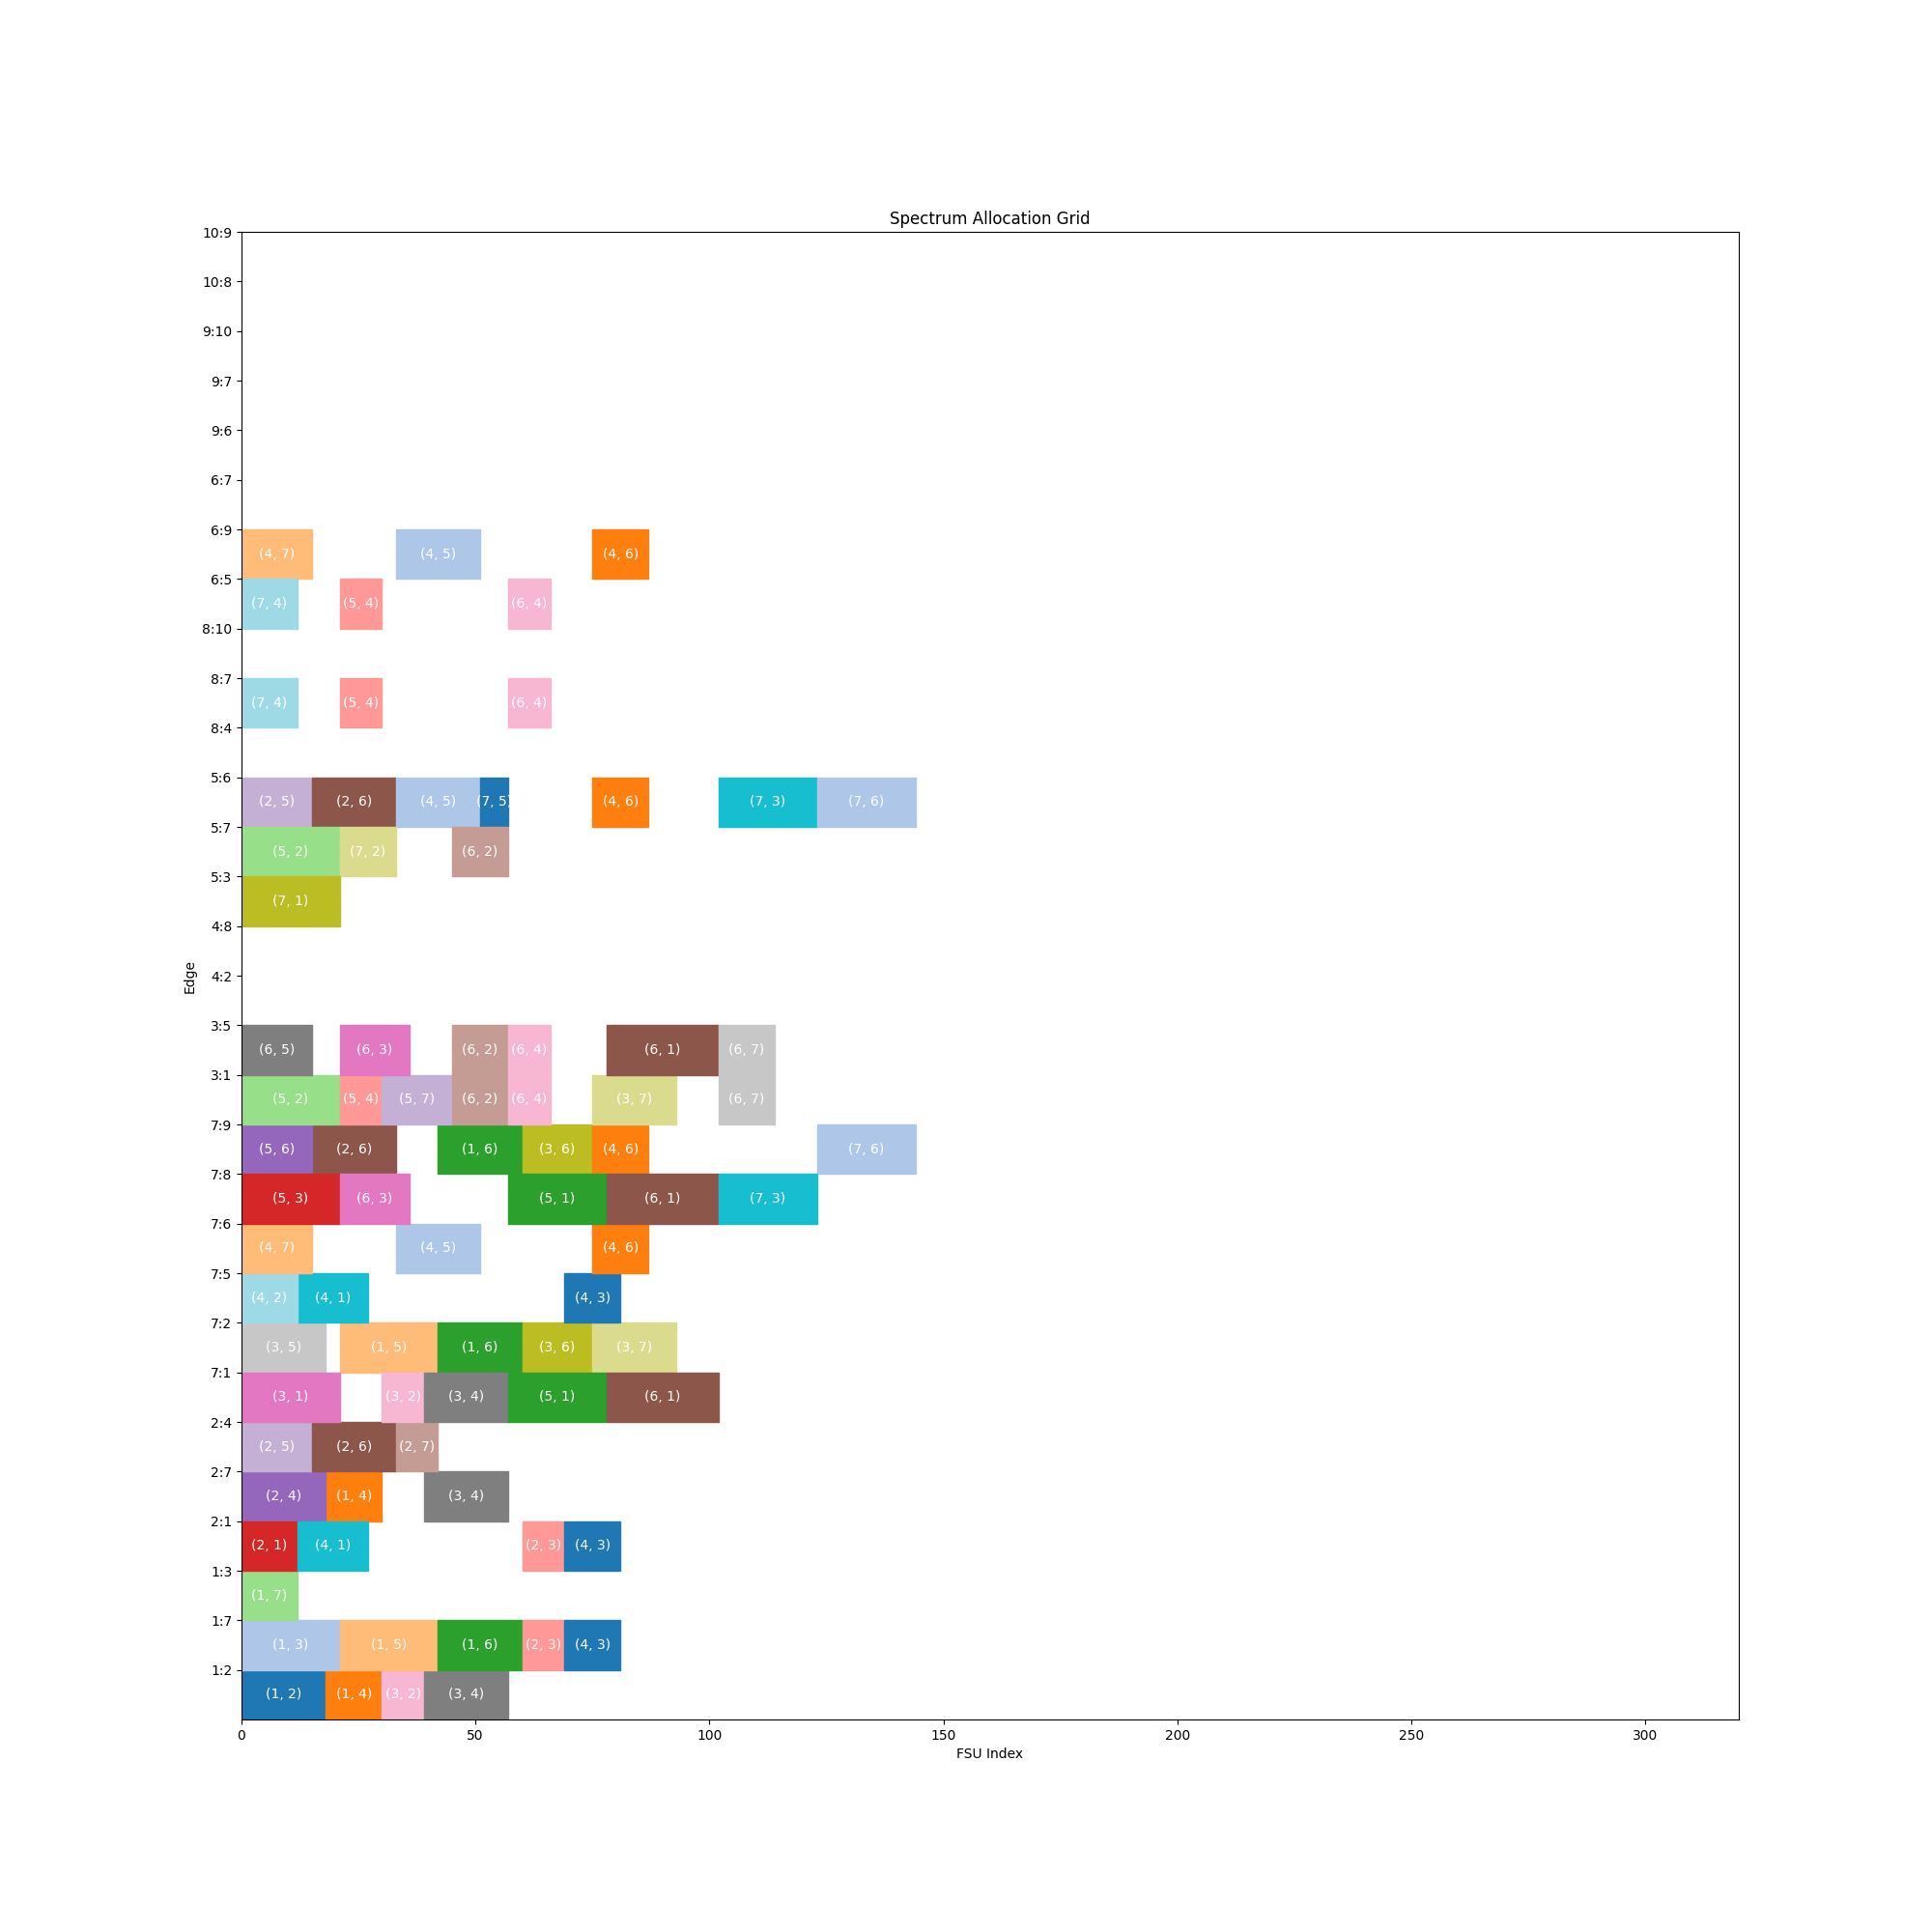 Spectrum Allocation Grid
10:9
10:8
9:10
9:7
9:6
6:7
6:9
(4, 7) (4, 5) (4, 6)
6:5
(7, 4) (5, 4) (6, 4)
8:10
8:7
(7, 4) (5, 4) (6, 4)
8:4
5:6
(2, 5) (2, 6) (4, 5) (7, 5) (4, 6) (7, 3) (7, 6)
5:7
(5, 2) (7, 2) (6, 2)
5:3
(7, 1)
4:8
Edge
4:2
3:5
(6, 5) (6, 3) (6, 2) (6, 4) (6, 1) (6, 7)
3:1
(5, 2) (5, 4) (5, 7) (6, 2) (6, 4) (3, 7) (6, 7)
7:9
(5, 6) (2, 6) (1, 6) (3, 6) (4, 6) (7, 6)
7:8
(5, 3) (6, 3) (5, 1) (6, 1) (7, 3)
7:6
(4, 7) (4, 5) (4, 6)
7:5
(4, 2) (4, 1) (4, 3)
7:2
(3, 5) (1, 5) (1, 6) (3, 6) (3, 7)
7:1
(3, 1) (3, 2) (3, 4) (5, 1) (6, 1)
2:4
(2, 5) (2, 6) (2, 7)
2:7
(2, 4) (1, 4) (3, 4)
2:1
(2, 1) (4, 1) (2, 3) (4, 3)
1:3
(1, 7)
1:7
(1, 3) (1, 5) (1, 6) (2, 3) (4, 3)
1:2
(1, 2) (1, 4) (3, 2) (3, 4)
0 50 100 150 200 250 300
FSU Index